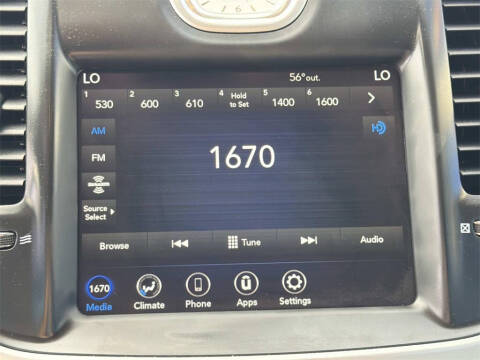 LO 56°out. LO
1 530 2 600 3 610 4 Hold to Set 5 1400 6 1600
AM
FM
1670
Source
Select
Browse Tune Audio
1670
Media Climate Phone Apps Settings